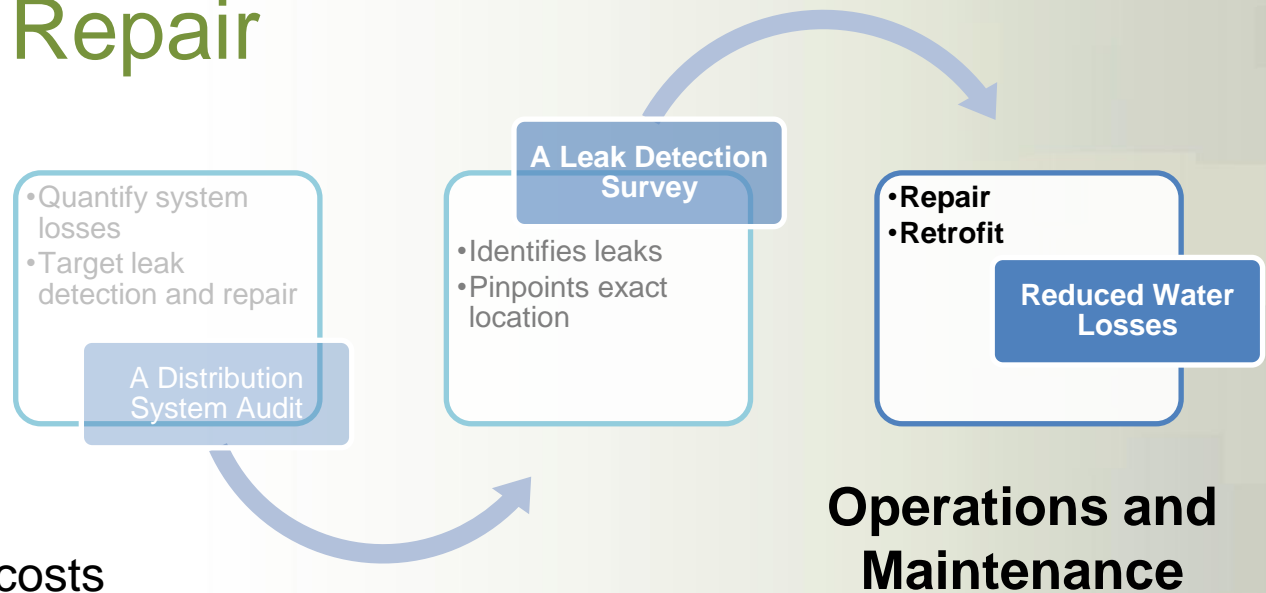 Repair
•Quantify system
losses
•Target leak
detection and repair
A Distribution
System Audit
A Leak Detection
Survey
•Identifies leaks
•Pinpoints exact
location
•Repair
•Retrofit
Reduced Water
Losses
Operations and
Maintenance
costs